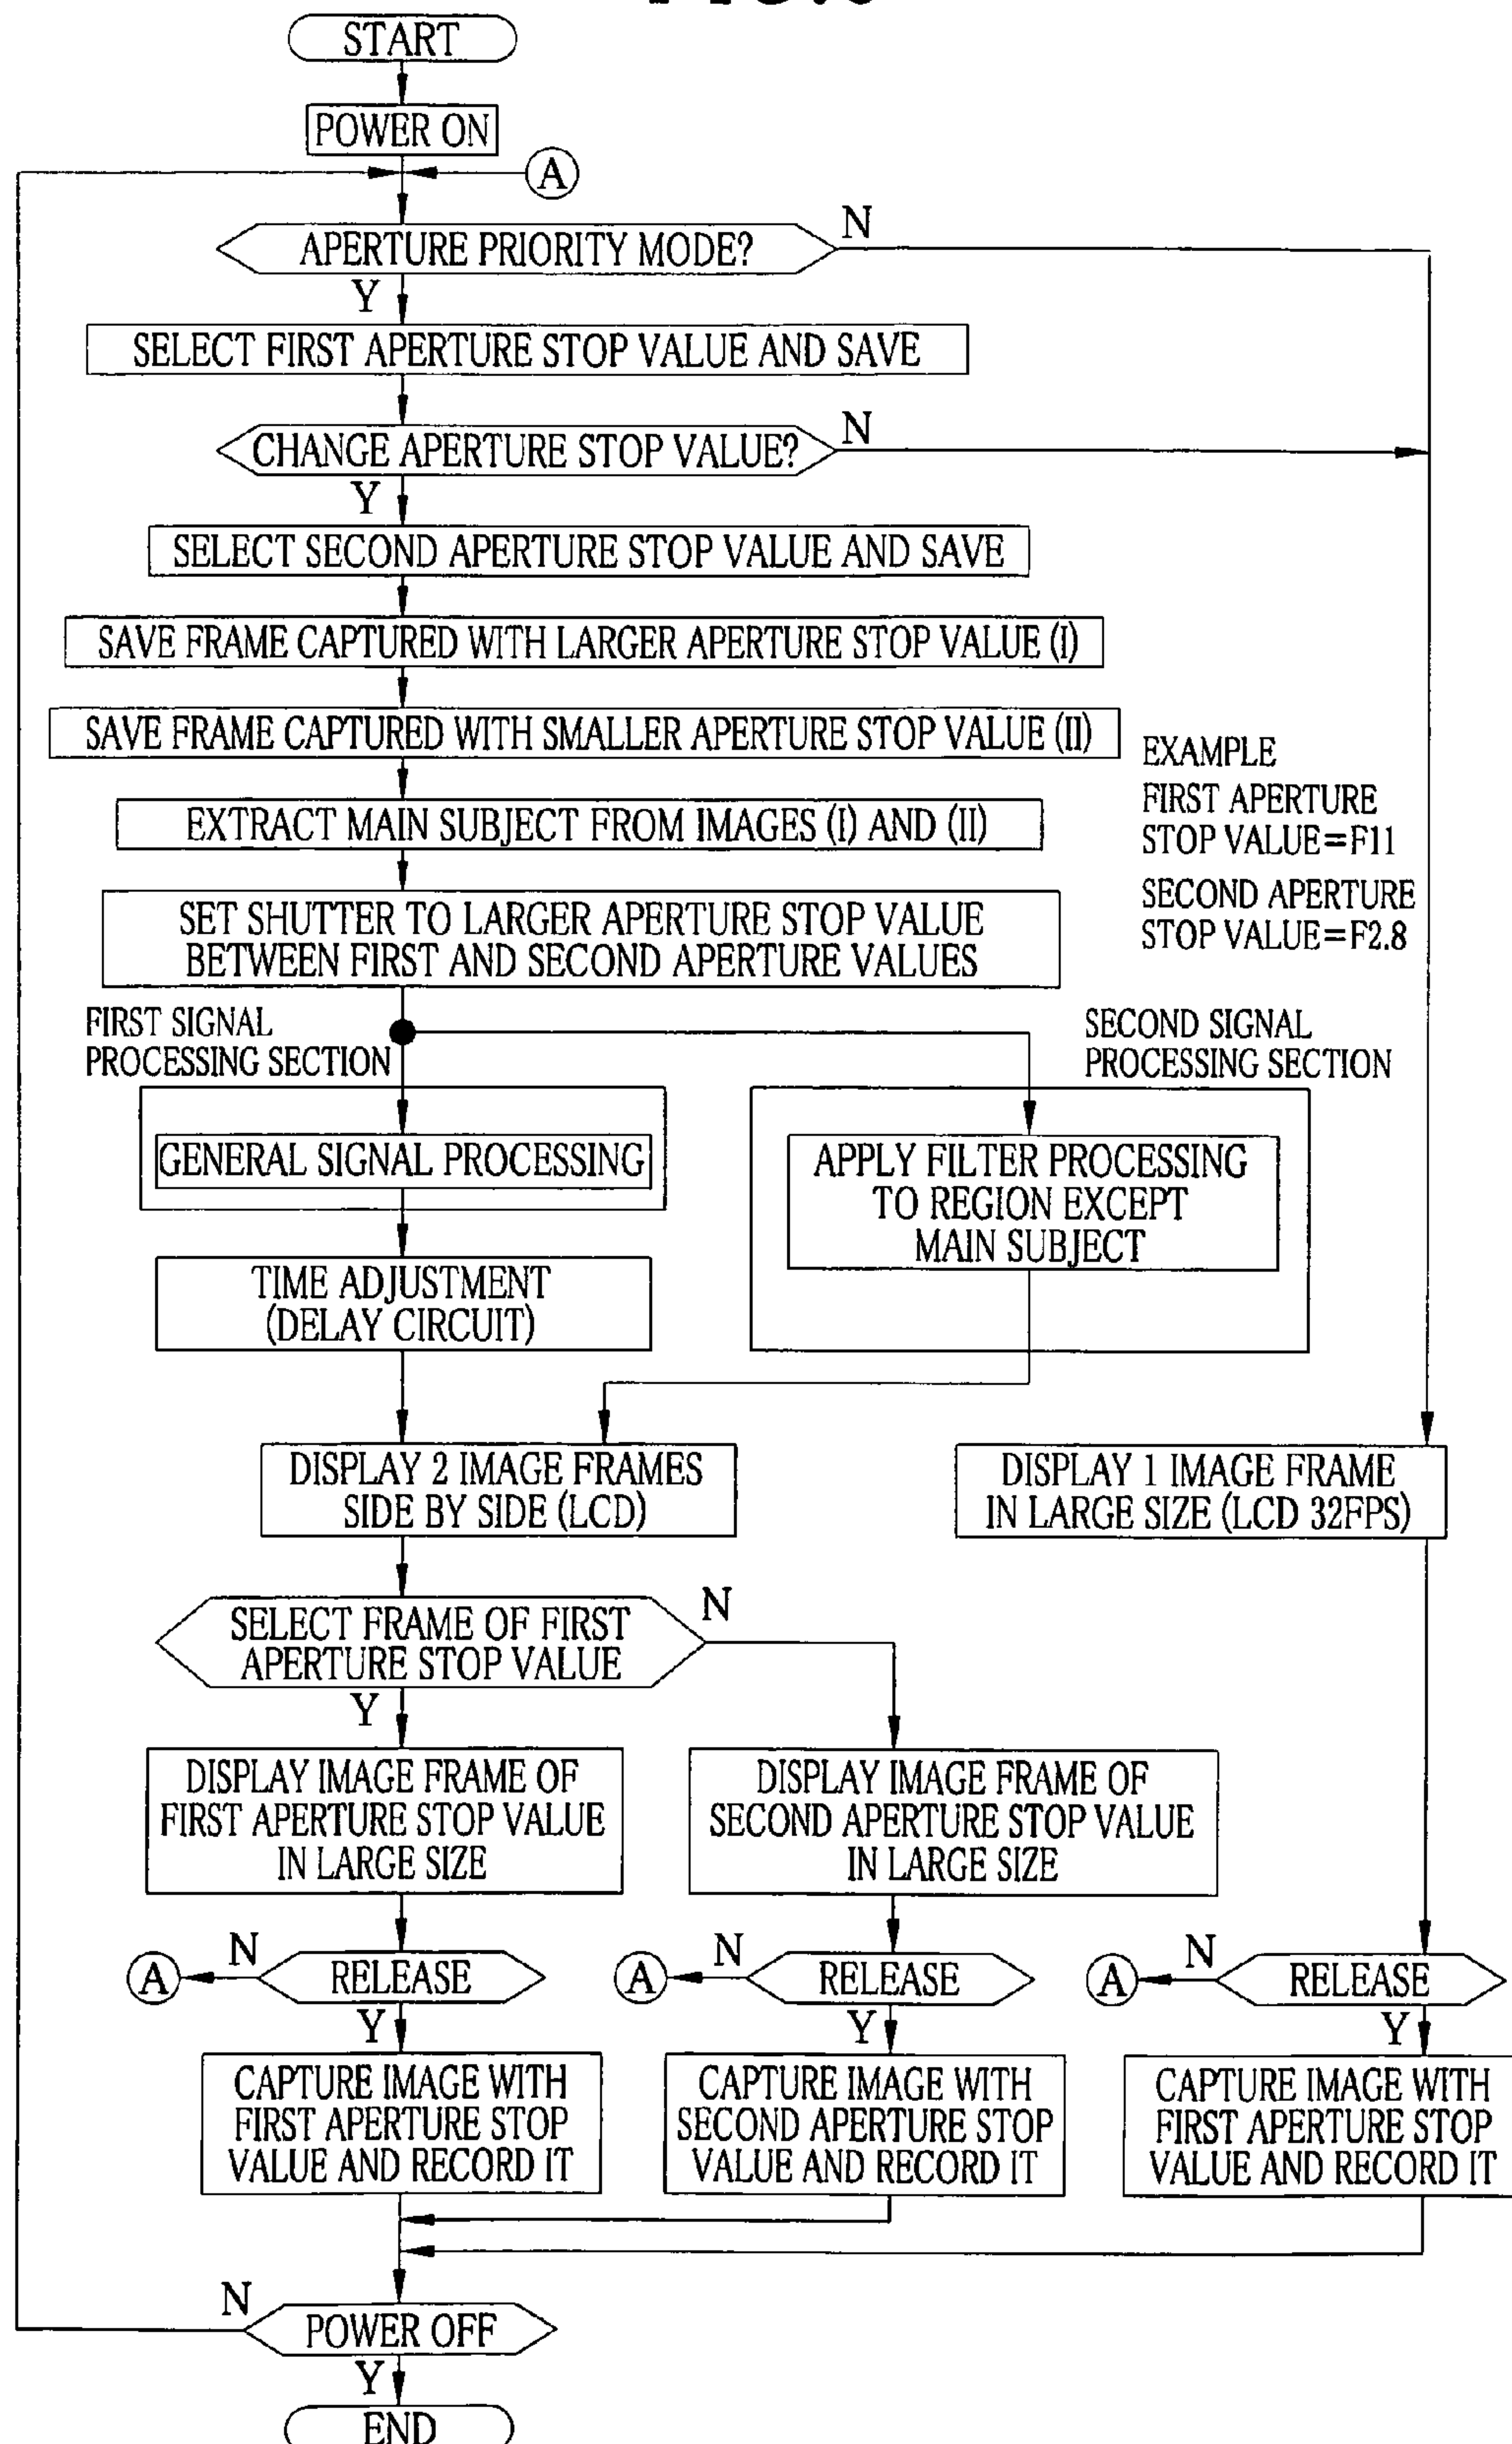 START
POWER ON
A
APERTURE PRIORITY MODE?
N
Y
SELECT FIRST APERTURE STOP VALUE AND SAVE
CHANGE APERTURE STOP VALUE?
N
Y
SELECT SECOND APERTURE STOP VALUE AND SAVE
SAVE FRAME CAPTURED WITH LARGER APERTURE STOP VALUE (I)
SAVE FRAME CAPTURED WITH SMALLER APERTURE STOP VALUE (II)
EXTRACT MAIN SUBJECT FROM IMAGES (I) AND (II)
EXAMPLE
FIRST APERTURE
STOP VALUE=F11
SECOND APERTURE
STOP VALUE=F2.8
SET SHUTTER TO LARGER APERTURE STOP VALUE
BETWEEN FIRST AND SECOND APERTURE VALUES
FIRST SIGNAL
PROCESSING SECTION
SECOND SIGNAL
PROCESSING SECTION
GENERAL SIGNAL PROCESSING
TIME ADJUSTMENT
(DELAY CIRCUIT)
APPLY FILTER PROCESSING
TO REGION EXCEPT
MAIN SUBJECT
DISPLAY 2 IMAGE FRAMES
SIDE BY SIDE (LCD)
DISPLAY 1 IMAGE FRAME
IN LARGE SIZE (LCD 32FPS)
SELECT FRAME OF FIRST
APERTURE STOP VALUE
N
Y
DISPLAY IMAGE FRAME OF
FIRST APERTURE STOP VALUE
IN LARGE SIZE
DISPLAY IMAGE FRAME OF
SECOND APERTURE STOP VALUE
IN LARGE SIZE
A
N
RELEASE
Y
A
N
RELEASE
Y
A
N
RELEASE
Y
CAPTURE IMAGE WITH
FIRST APERTURE STOP
VALUE AND RECORD IT
CAPTURE IMAGE WITH
SECOND APERTURE STOP
VALUE AND RECORD IT
CAPTURE IMAGE WITH
FIRST APERTURE STOP
VALUE AND RECORD IT
N
POWER OFF
Y
END